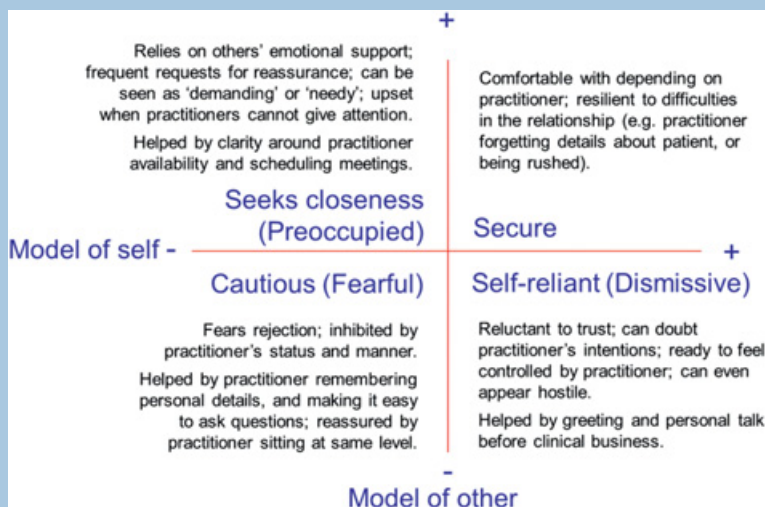 +
Relies on others' emotional support;
frequent requests for reassurance; can be
seen as 'demanding' or 'needy'; upset
when practitioners cannot give attention.
Helped by clarity around practitioner
availability and scheduling meetings.
Comfortable with depending on
practitioner; resilient to difficulties
in the relationship (e.g. practitioner
forgetting details about patient, or
being rushed).
Seeks closeness
(Preoccupied)
Secure
Model of self -
+
Cautious (Fearful)
Self-reliant (Dismissive)
Fears rejection; inhibited by
practitioner's status and manner.
Helped by practitioner remembering
personal details, and making it easy
to ask questions; reassured by
practitioner sitting at same level.
Reluctant to trust; can doubt
practitioner's intentions; ready to feel
controlled by practitioner; can even
appear hostile.
Helped by greeting and personal talk
before clinical business.
-
Model of other